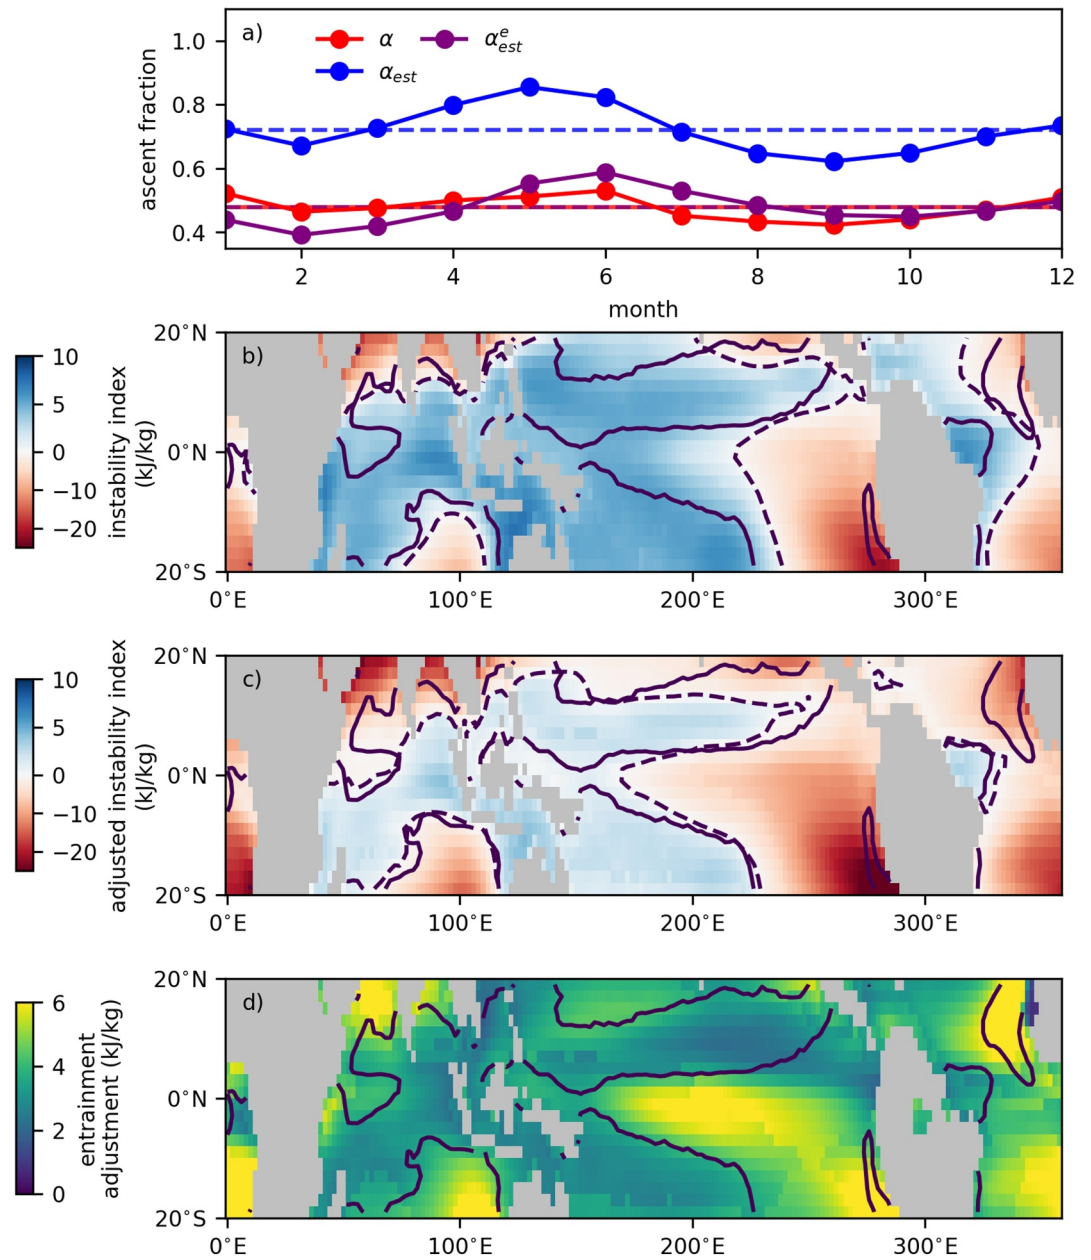 a)
α
α^e_est
α_est
1.0
0.8
0.6
0.4
ascent fraction
2
4
6
8
10
12
month
b)
20°N
0°N
20°S
0°E
100°E
200°E
300°E
10
5
0
−10
−20
instability index
(kJ/kg)
c)
20°N
0°N
20°S
0°E
100°E
200°E
300°E
10
5
0
−10
−20
adjusted instability index
(kJ/kg)
d)
20°N
0°N
20°S
0°E
100°E
200°E
300°E
6
4
2
0
entrainment
adjustment (kJ/kg)